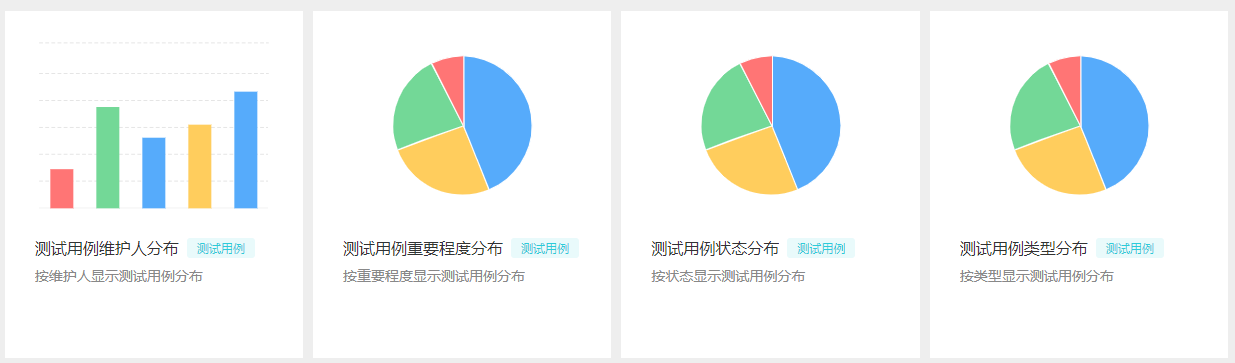 测试用例维护人分布 测试用例
按维护人显示测试用例分布
测试用例重要程度分布 测试用例
按重要程度显示测试用例分布
测试用例状态分布 测试用例
按状态显示测试用例分布
测试用例类型分布 测试用例
按类型显示测试用例分布